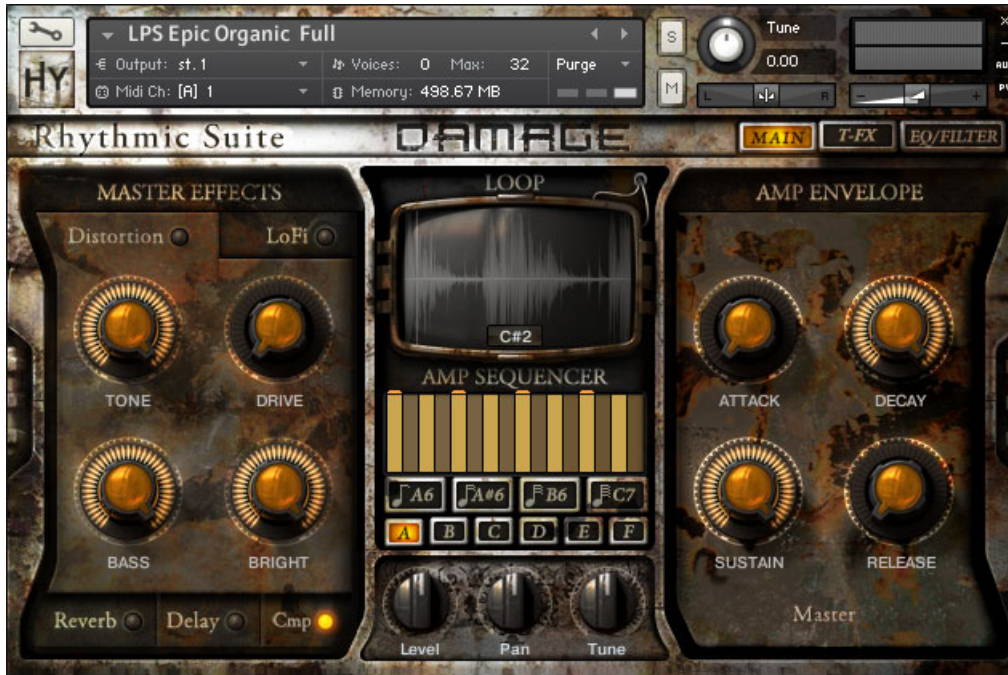 LPS Epic Organic Full
S
Tune
Output: st. 1
Voices: 0 Max: 32
Purge
0.00
HY
Midi Ch: [A] 1
Memory: 498.67 MB
M
L R
- +
Rhythmic Suite
DAMAGE
MAIN
T-FX
EQ/FILTER
MASTER EFFECTS
LOOP
AMP ENVELOPE
Distortion
LoFi
C#2
TONE
DRIVE
AMP SEQUENCER
ATTACK
DECAY
A6
A#6
B6
C7
A
B
C
D
E
F
BASS
BRIGHT
SUSTAIN
RELEASE
Reverb
Delay
Cmp
Master
Level
Pan
Tune